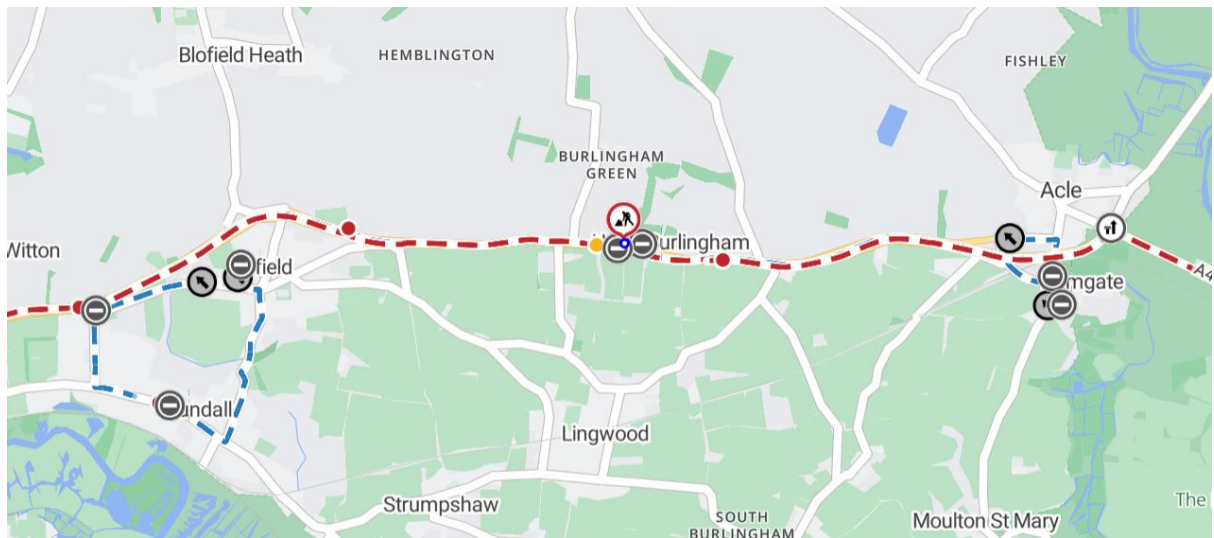 Blofield Heath
HEMBLINGTON
FISHLEY
BURLINGHAM
GREEN
Acle
Burlingham
Witton
field
A4
mgate
undall
Lingwood
Strumpshaw
The
SOUTH
BURLINGHAM
Moulton St Mary